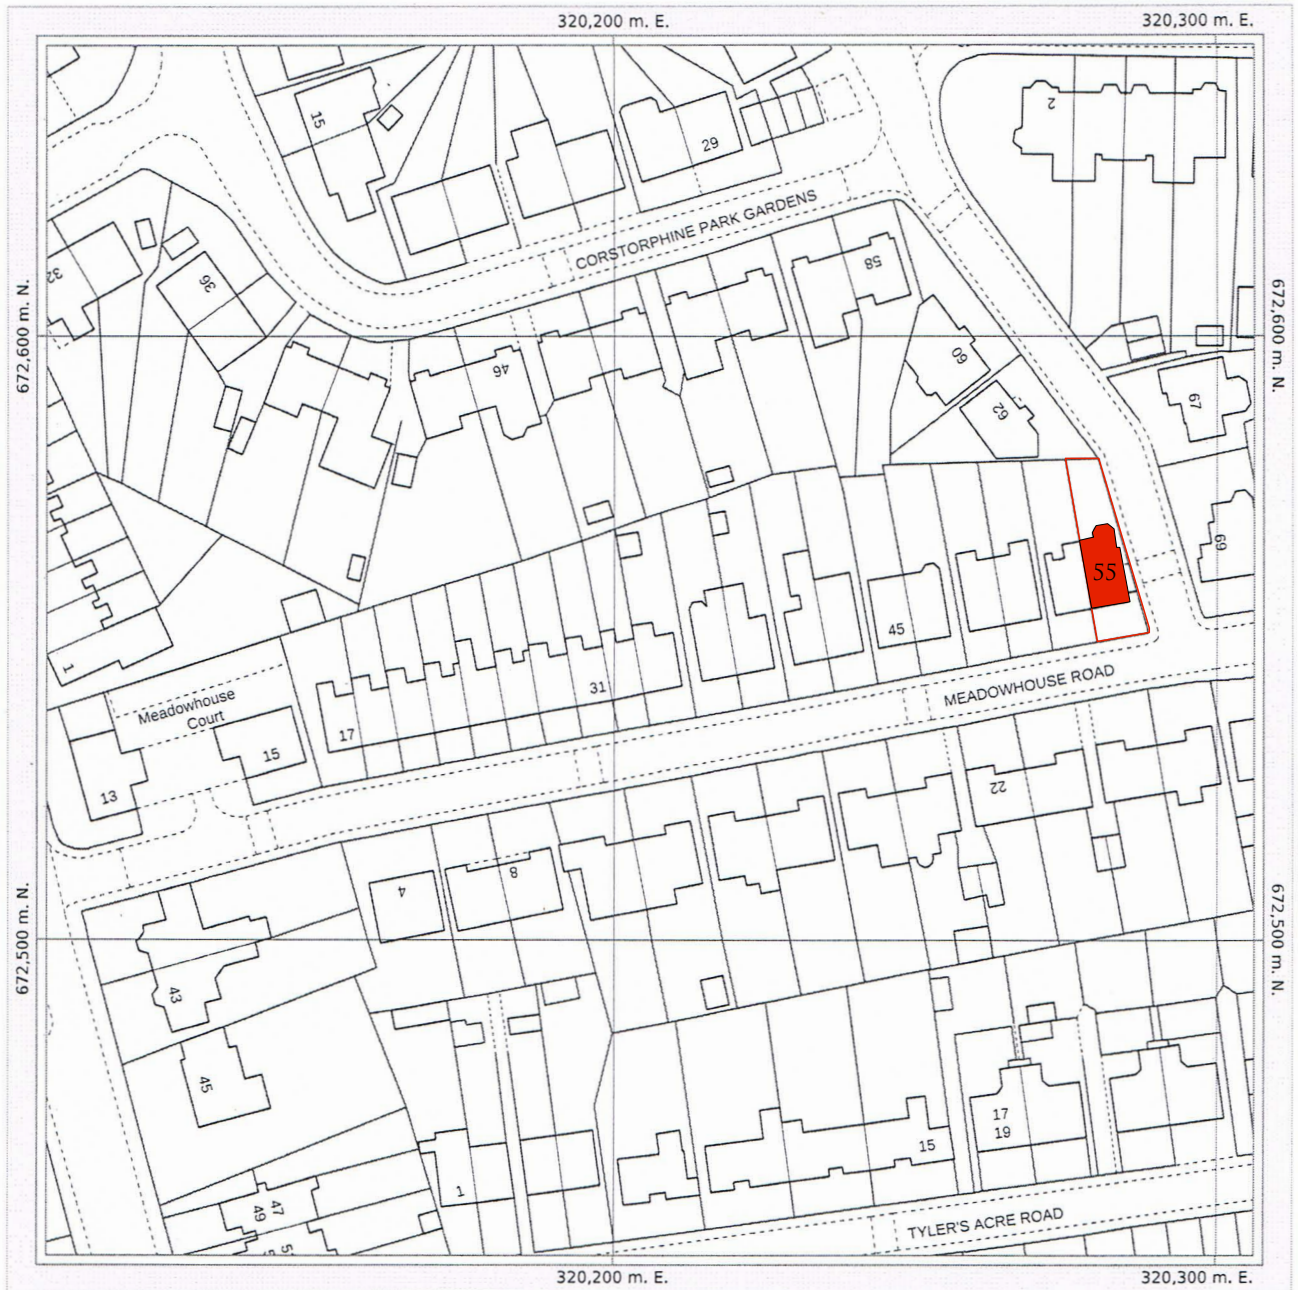 320,200 m. E.
320,300 m. E.
15
29
2
CORSTORPHINE PARK GARDENS
32
36
58
672,600 m. N.
672,600 m. N.
46
60
62
67
69
55
45
1
Meadowhouse
Court
31
17
MEADOWHOUSE ROAD
15
13
22
4
8
672,500 m. N.
672,500 m. N.
43
45
17
19
15
1
47
49
TYLER'S ACRE ROAD
320,200 m. E.
320,300 m. E.